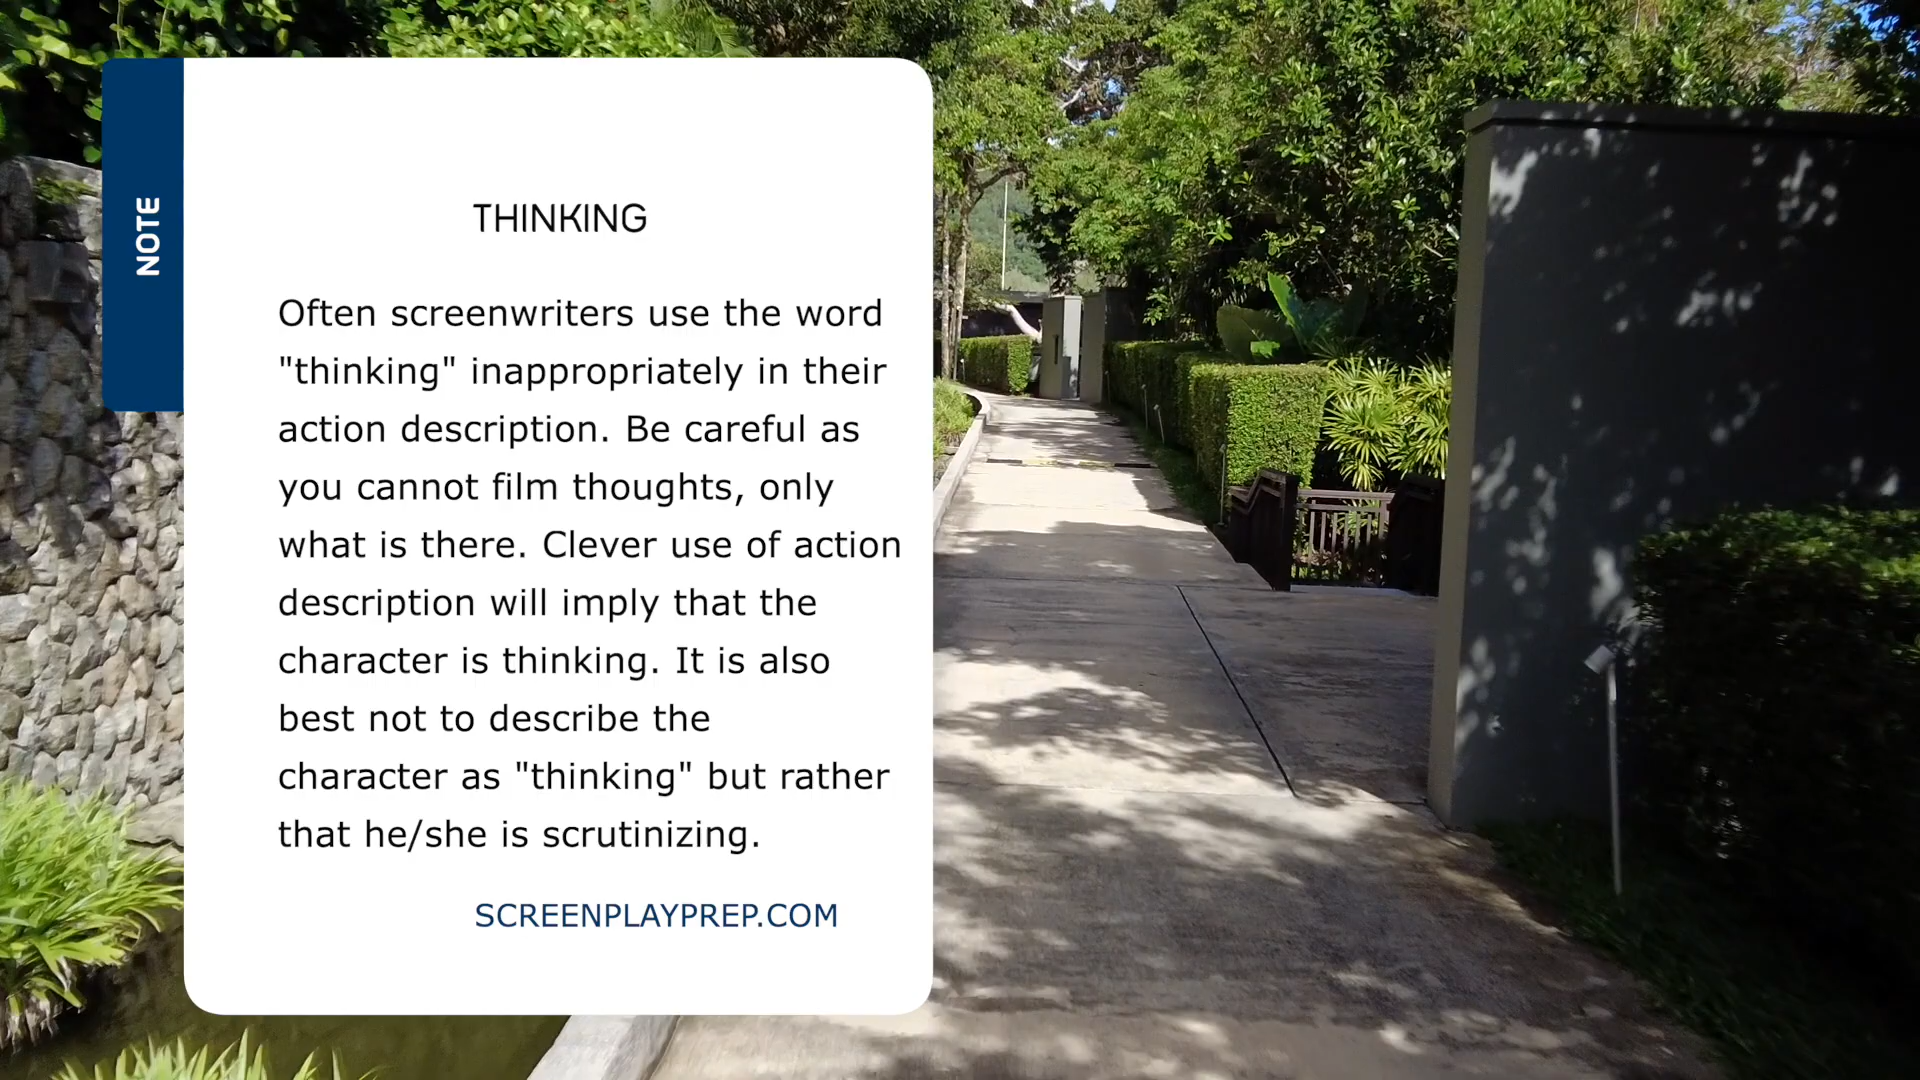 NOTE
THINKING
Often screenwriters use the word
"thinking" inappropriately in their
action description. Be careful as
you cannot film thoughts, only
what is there. Clever use of action
description will imply that the
character is thinking. It is also
best not to describe the
character as "thinking" but rather
that he/she is scrutinizing.
SCREENPLAYPREP.COM